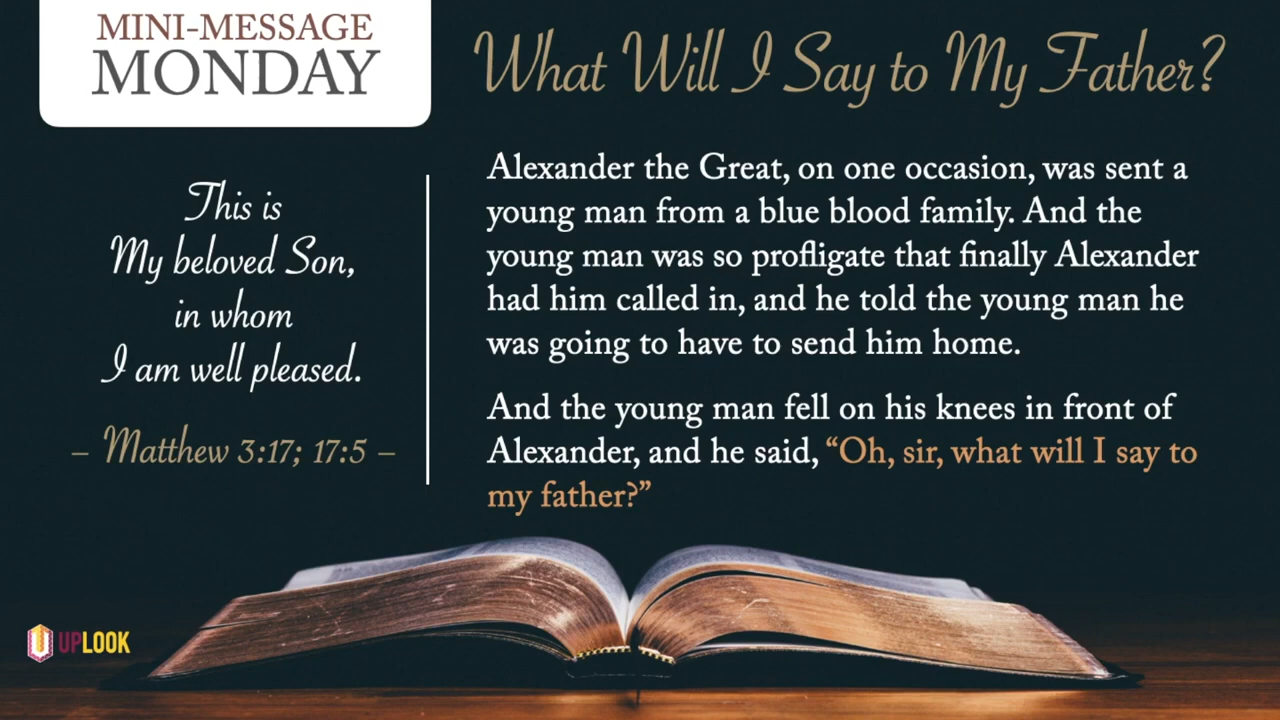 MINI-MESSAGE
MONDAY
What Will I Say to My Father?
This is
My beloved Son,
in whom
I am well pleased.
– Matthew 3:17; 17:5 –
Alexander the Great, on one occasion, was sent a
young man from a blue blood family. And the
young man was so profligate that finally Alexander
had him called in, and he told the young man he
was going to have to send him home.
And the young man fell on his knees in front of
Alexander, and he said, “Oh, sir, what will I say to
my father?”
UPLOOK